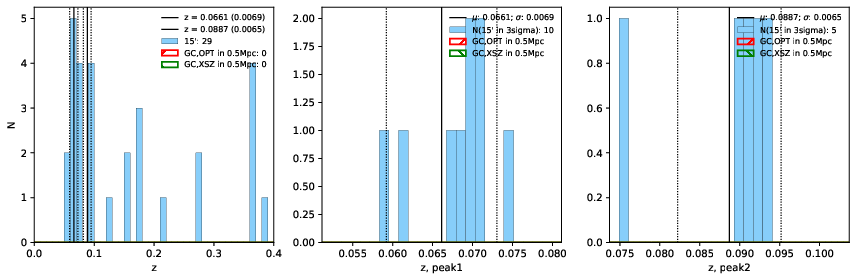 z = 0.0661 (0.0069)
z = 0.0887 (0.0065)
15': 29
GC,OPT in 0.5Mpc: 0
GC,XSZ in 0.5Mpc: 0
N
5
4
3
2
1
0
0.0 0.1 0.2 0.3 0.4
z
μ: 0.0661; σ: 0.0069
N(15' in 3sigma): 10
GC,OPT in 0.5Mpc
GC,XSZ in 0.5Mpc
2.00
1.75
1.50
1.25
1.00
0.75
0.50
0.25
0.00
0.055 0.060 0.065 0.070 0.075 0.080
z, peak1
μ: 0.0887; σ: 0.0065
N(15' in 3sigma): 5
GC,OPT in 0.5Mpc
GC,XSZ in 0.5Mpc
1.0
0.8
0.6
0.4
0.2
0.0
0.075 0.080 0.085 0.090 0.095 0.100
z, peak2